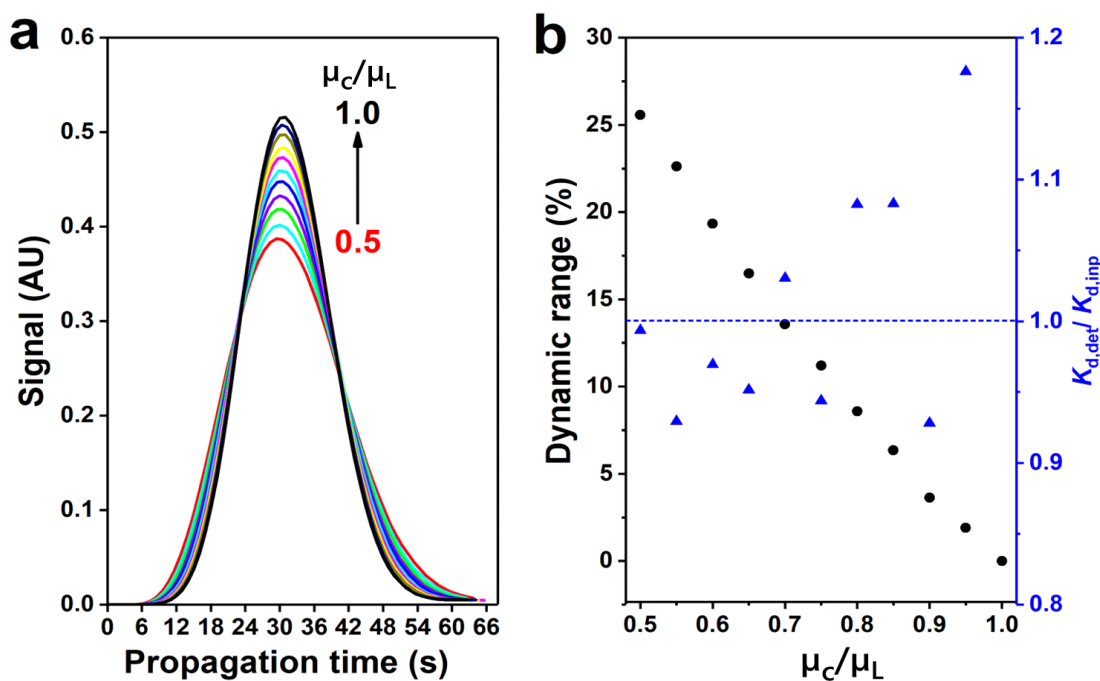 a
0.6
0.5
0.4
0.3
0.2
0.1
0.0
Signal (AU)
μc/μL
1.0
0.5
0 6 12 18 24 30 36 42 48 54 60 66
Propagation time (s)
b
30
25
20
15
10
5
0
Dynamic range (%)
0.5 0.6 0.7 0.8 0.9 1.0
μc/μL
1.2
1.1
1.0
0.9
0.8
Kd,det/ Kd,inp